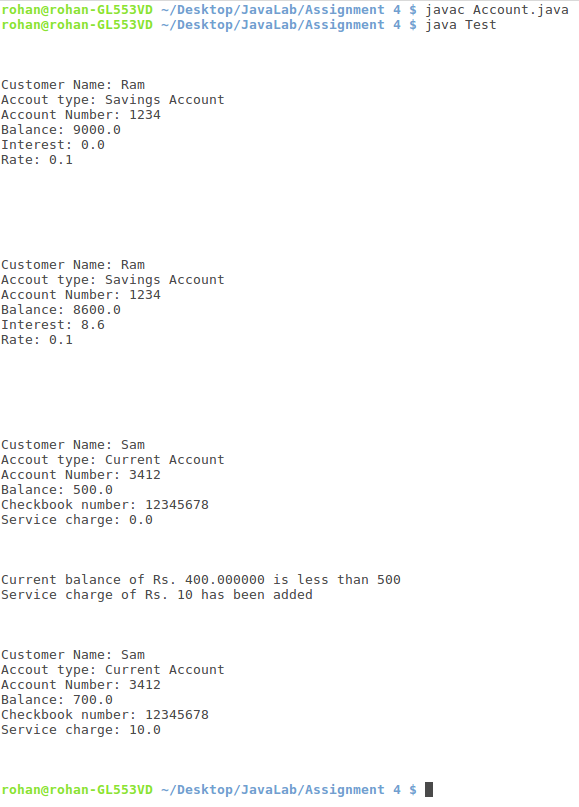 rohan@rohan-GL553VD ~/Desktop/JavaLab/Assignment 4 $ javac Account.java
rohan@rohan-GL553VD ~/Desktop/JavaLab/Assignment 4 $ java Test
Customer Name: Ram
Accout type: Savings Account
Account Number: 1234
Balance: 9000.0
Interest: 0.0
Rate: 0.1
Customer Name: Ram
Accout type: Savings Account
Account Number: 1234
Balance: 8600.0
Interest: 8.6
Rate: 0.1
Customer Name: Sam
Accout type: Current Account
Account Number: 3412
Balance: 500.0
Checkbook number: 12345678
Service charge: 0.0
Current balance of Rs. 400.000000 is less than 500
Service charge of Rs. 10 has been added
Customer Name: Sam
Accout type: Current Account
Account Number: 3412
Balance: 700.0
Checkbook number: 12345678
Service charge: 10.0
rohan@rohan-GL553VD ~/Desktop/JavaLab/Assignment 4 $